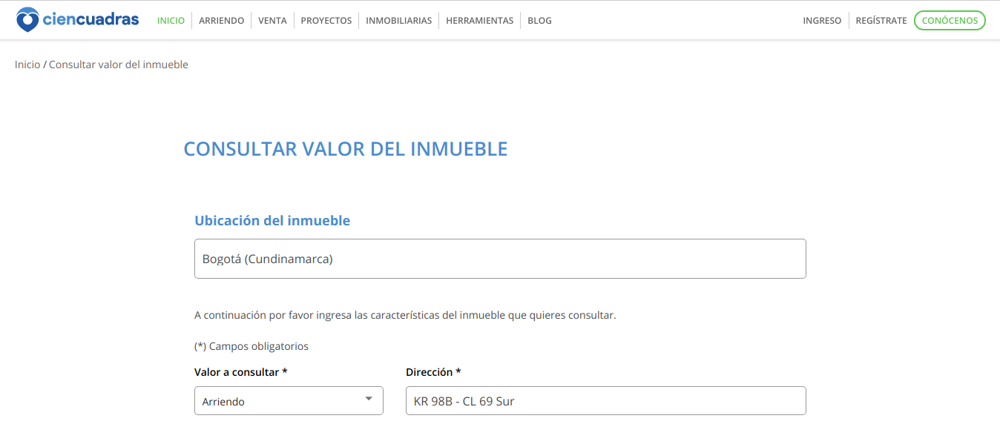 ciencuadras INICIO ARRIENDO VENTA PROYECTOS INMOBILIARIAS HERRAMIENTAS BLOG INGRESO REGÍSTRATE CONÓCENOS
Inicio / Consultar valor del inmueble
CONSULTAR VALOR DEL INMUEBLE
Ubicación del inmueble
Bogotá (Cundinamarca)
A continuación por favor ingresa las características del inmueble que quieres consultar.
(*) Campos obligatorios
Valor a consultar * Dirección *
Arriendo KR 98B - CL 69 Sur